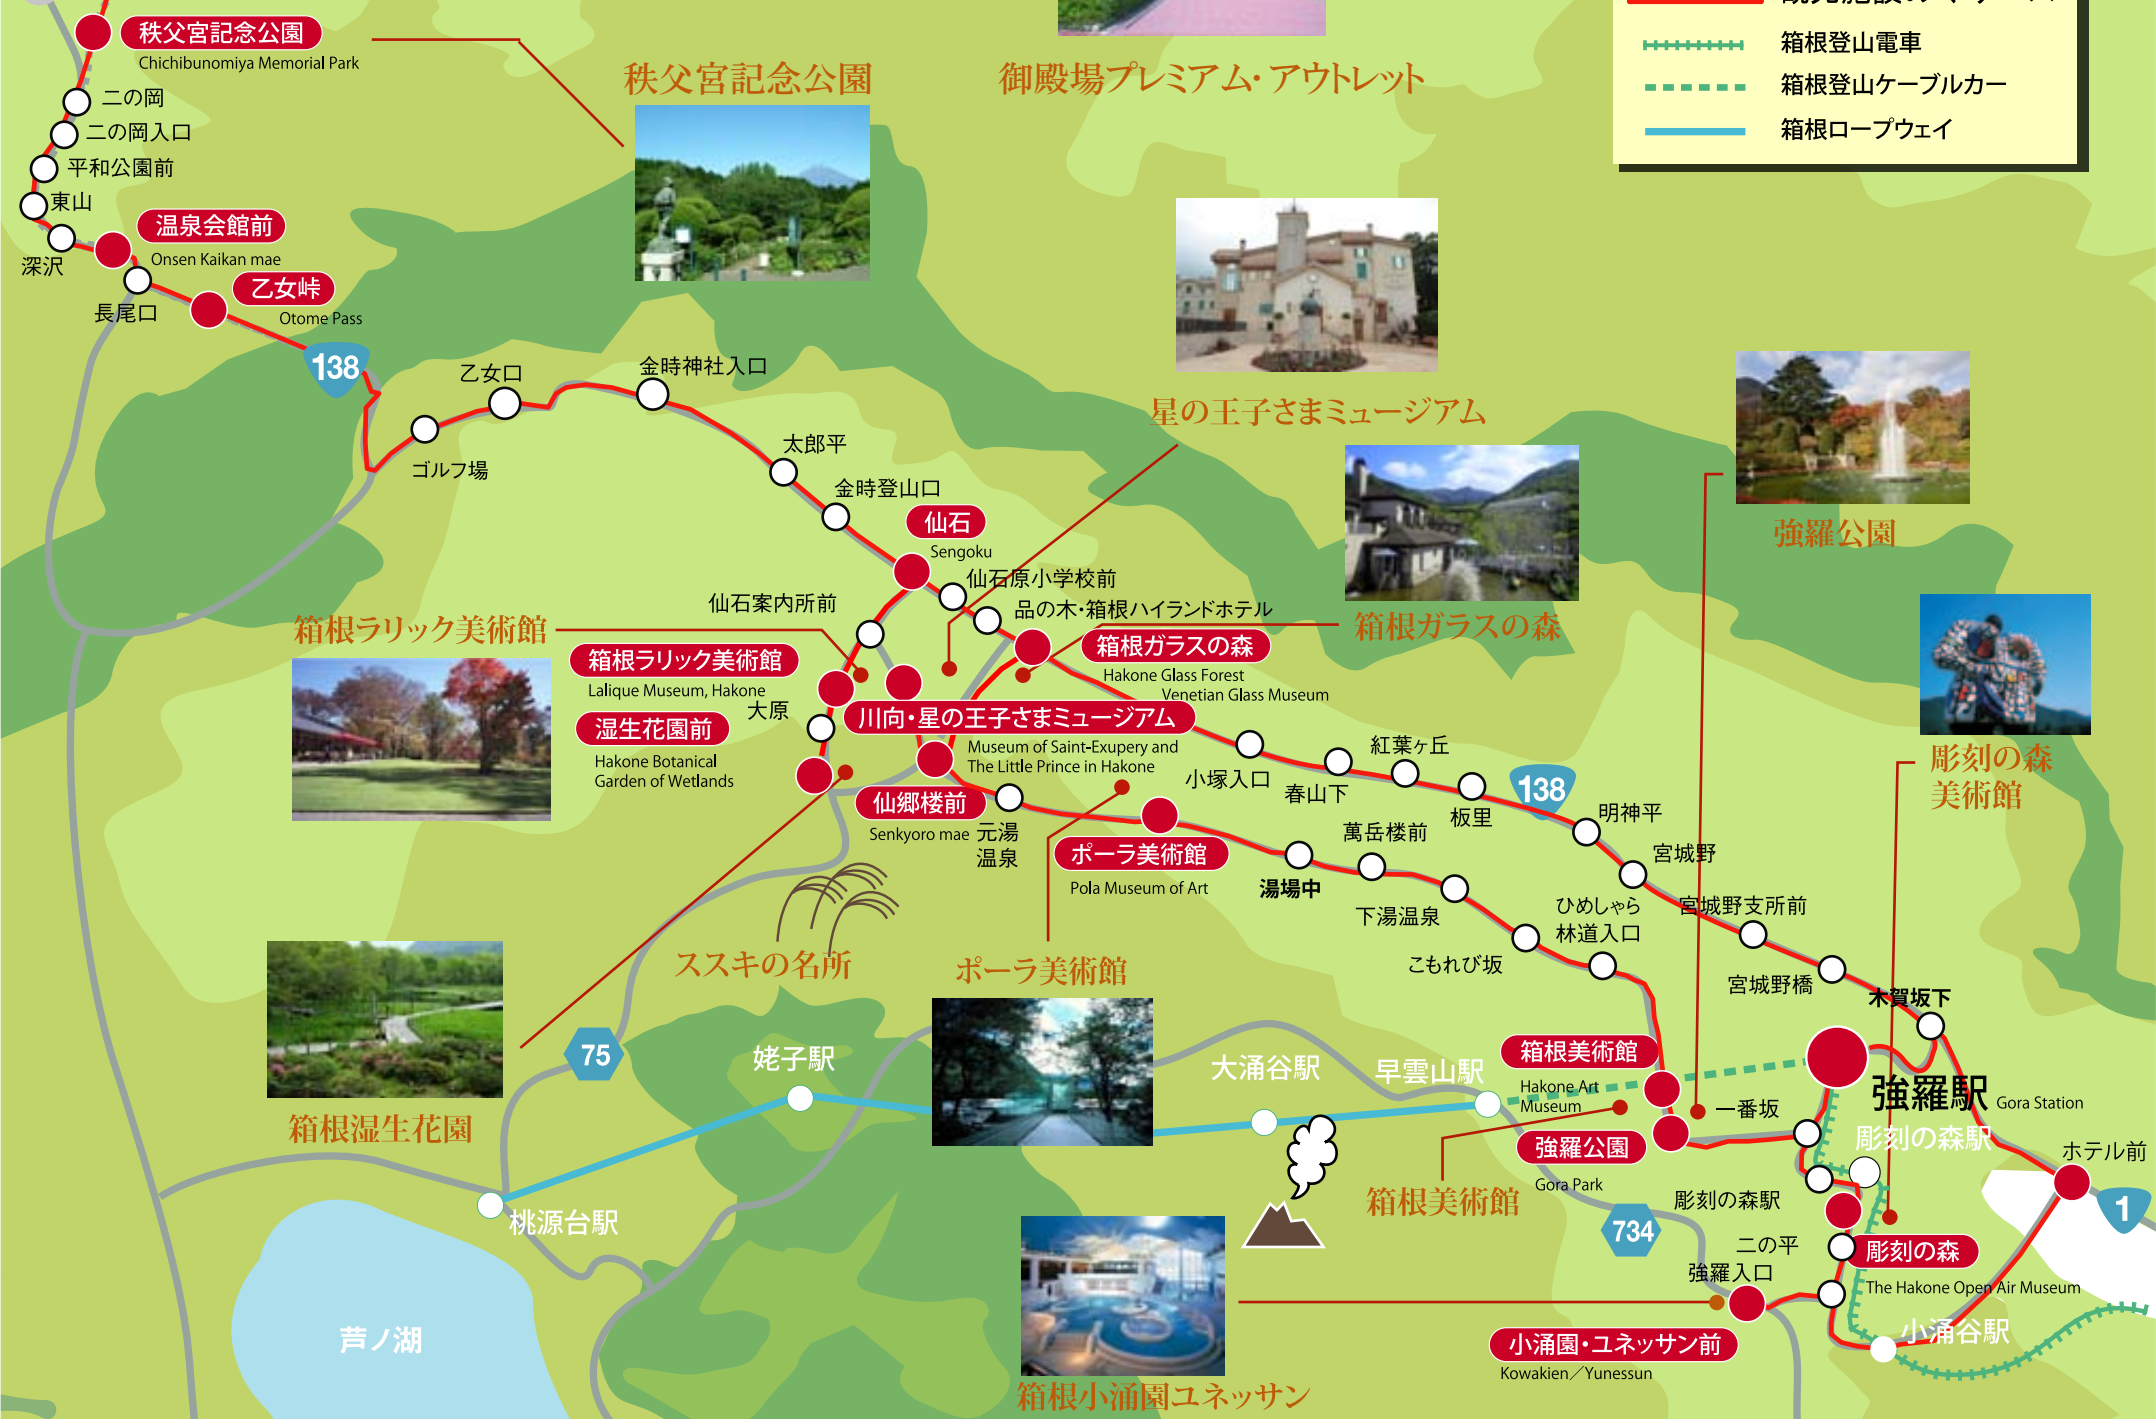 秩父宮記念公園
Chichibunomiya Memorial Park
二の岡
二の岡入口
平和公園前
東山
深沢
温泉会館前
Onsen Kaikan mae
長尾口
乙女峠
Otome Pass
138
秩父宮記念公園
御殿場プレミアム・アウトレット
箱根登山電車
箱根登山ケーブルカー
箱根ロープウェイ
乙女口
ゴルフ場
金時神社入口
太郎平
金時登山口
仙石
Sengoku
仙石原小学校前
品の木・箱根ハイランドホテル
仙石案内所前
星の王子さまミュージアム
強羅公園
箱根ガラスの森
箱根ガラスの森
Hakone Glass Forest
Venetian Glass Museum
箱根ラリック美術館
箱根ラリック美術館
Lalique Museum, Hakone
大原
湿生花園前
Hakone Botanical
Garden of Wetlands
川向・星の王子さまミュージアム
Museum of Saint-Exupery and
The Little Prince in Hakone
仙郷楼前
Senkyoro mae
元湯
温泉
ポーラ美術館
Pola Museum of Art
小塚入口
春山下
紅葉ヶ丘
板里
138
明神平
宮城野
宮城野支所前
宮城野橋
木賀坂下
彫刻の森
美術館
湯場中
萬岳楼前
下湯温泉
こもれび坂
ひめしゃら
林道入口
ススキの名所
ポーラ美術館
箱根湿生花園
75
姥子駅
大涌谷駅
早雲山駅
桃源台駅
芦ノ湖
箱根美術館
Hakone Art
Museum
箱根美術館
強羅公園
Gora Park
一番坂
強羅駅
Gora Station
彫刻の森駅
彫刻の森駅
ホテル前
1
734
二の平
強羅入口
彫刻の森
The Hakone Open Air Museum
小涌谷駅
小涌園・ユネッサン前
Kowakien／Yunessun
箱根小涌園ユネッサン